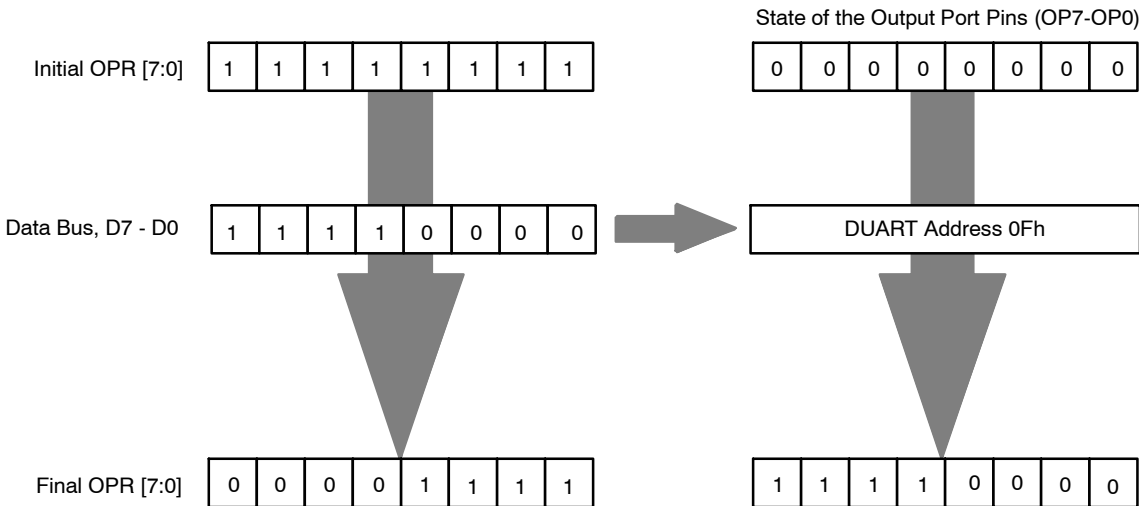 State of the Output Port Pins (OP7-OP0)
Initial OPR [7:0] 1 1 1 1 1 1 1 1 0 0 0 0 0 0 0 0
Data Bus, D7 - D0 1 1 1 1 0 0 0 0 DUART Address 0Fh
Final OPR [7:0] 0 0 0 0 1 1 1 1 1 1 1 1 0 0 0 0